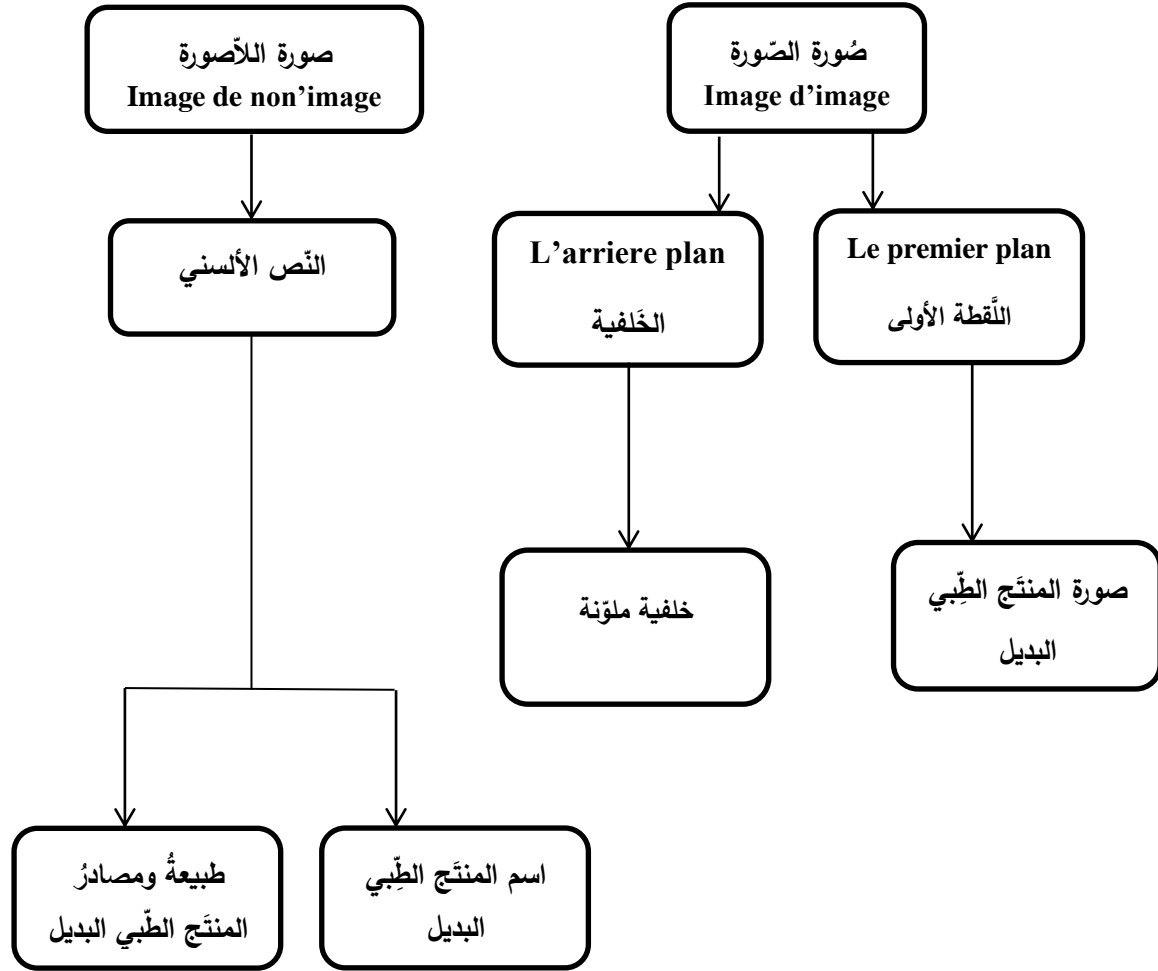 صُورة الصّورة
Image d’image
صورة اللاّصورة
Image de non’image
Le premier plan
اللَّقطة الأولى
L’arriere plan
الخَلفية
النّص الألسني
صورة المنتَج الطِّبي
البديل
خلفية ملوّنة
اسم المنتَج الطِّبي
البديل
طبيعةُ ومصادرُ
المنتَج الطّبي البديل